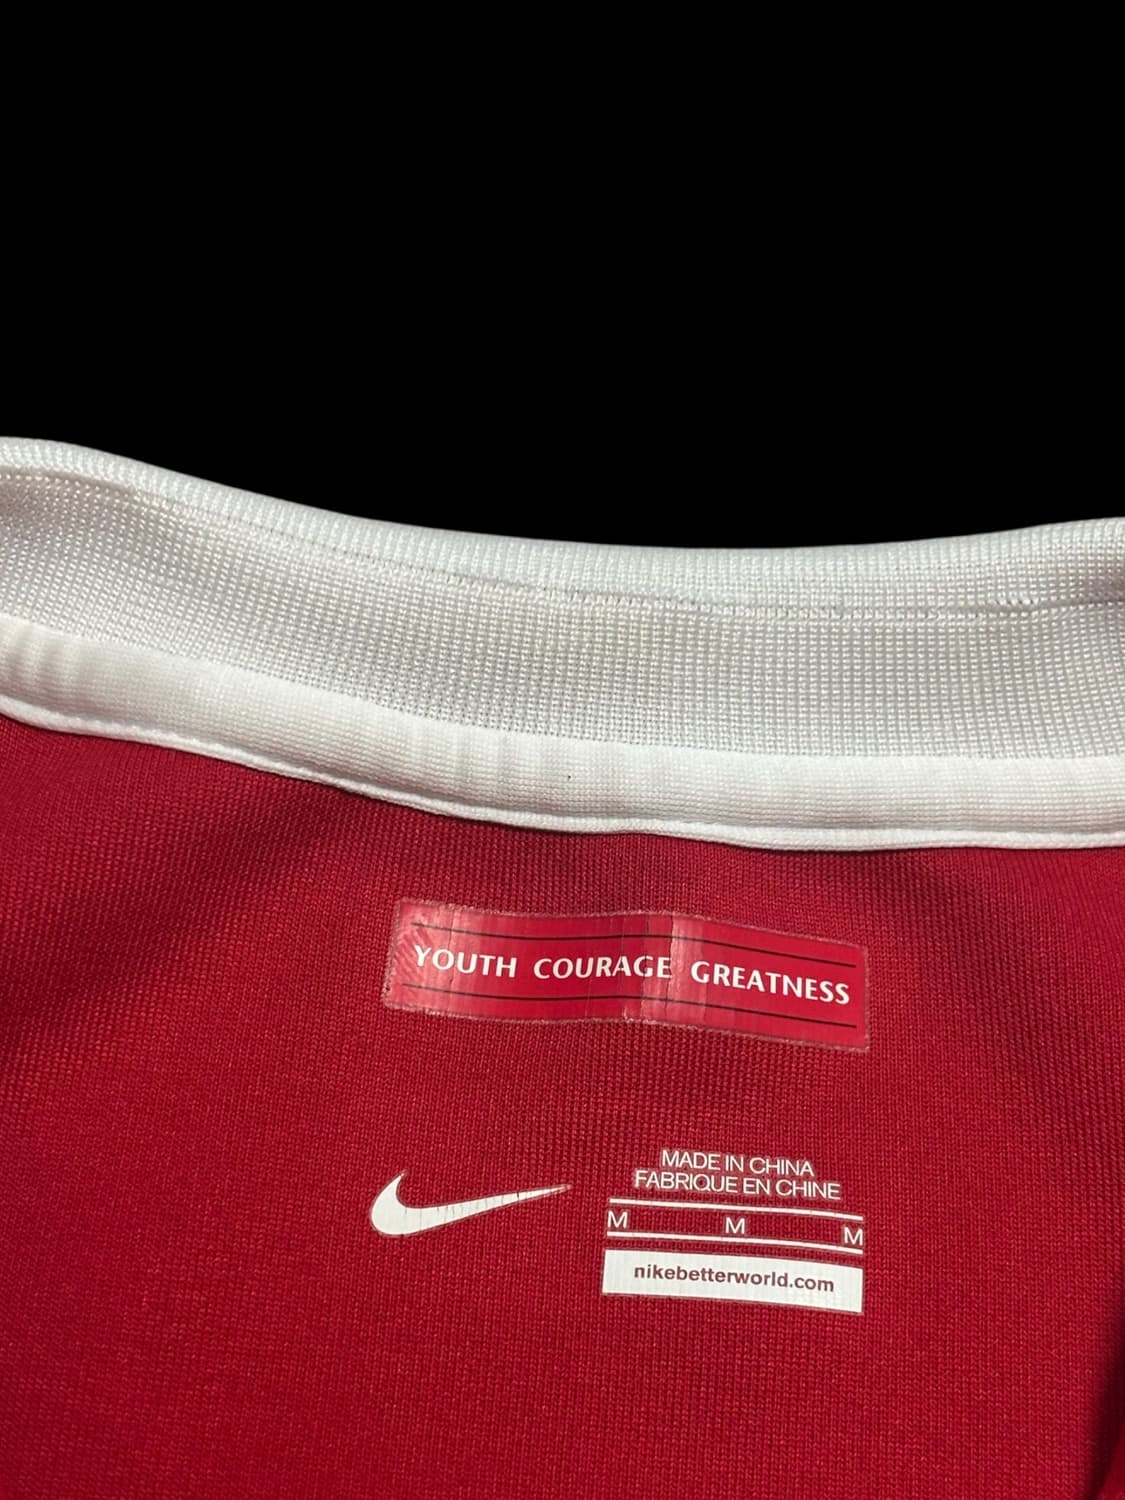 YOUTH COURAGE GREATNESS
MADE IN CHINA
FABRIQUE EN CHINE
M M M
nikebetterworld.com